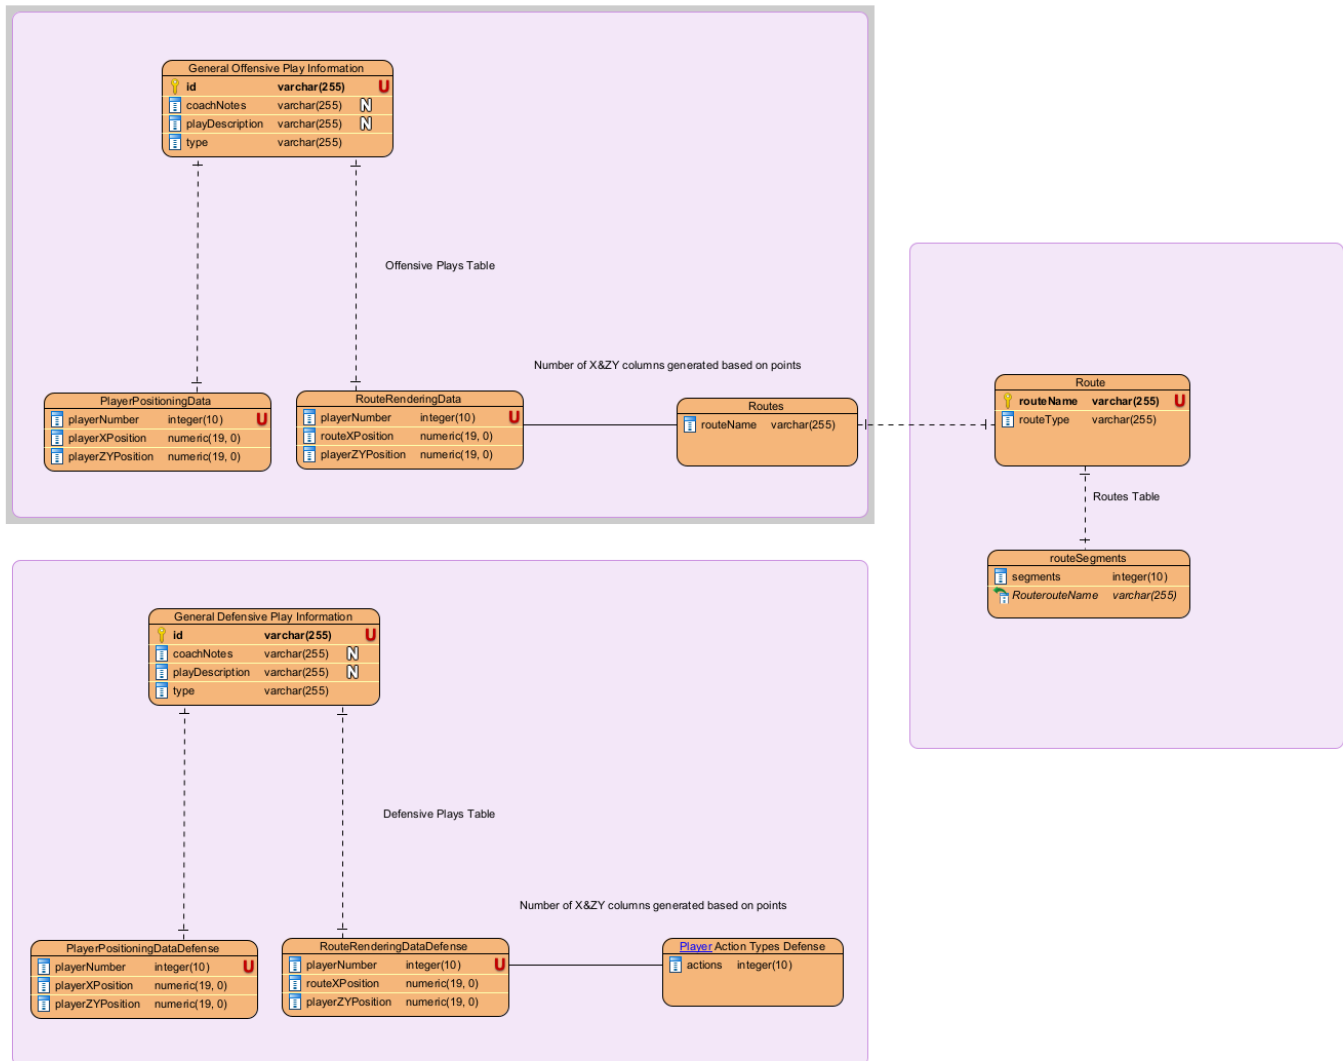 General Offensive Play Information
id varchar(255) U
coachNotes varchar(255) N
playDescription varchar(255) N
type varchar(255)
Offensive Plays Table
Number of X&ZY columns generated based on points
PlayerPositioningData
playerNumber integer(10) U
playerXPosition numeric(19, 0)
playerZYPosition numeric(19, 0)
RouteRenderingData
playerNumber integer(10) U
routeXPosition numeric(19, 0)
playerZYPosition numeric(19, 0)
Routes
routeName varchar(255)
Route
routeName varchar(255) U
routeType varchar(255)
Routes Table
routeSegments
segments integer(10)
RouterouteName varchar(255)
General Defensive Play Information
id varchar(255) U
coachNotes varchar(255) N
playDescription varchar(255) N
type varchar(255)
Defensive Plays Table
Number of X&ZY columns generated based on points
PlayerPositioningDataDefense
playerNumber integer(10) U
playerXPosition numeric(19, 0)
playerZYPosition numeric(19, 0)
RouteRenderingDataDefense
playerNumber integer(10) U
routeXPosition numeric(19, 0)
playerZYPosition numeric(19, 0)
Player Action Types Defense
actions integer(10)